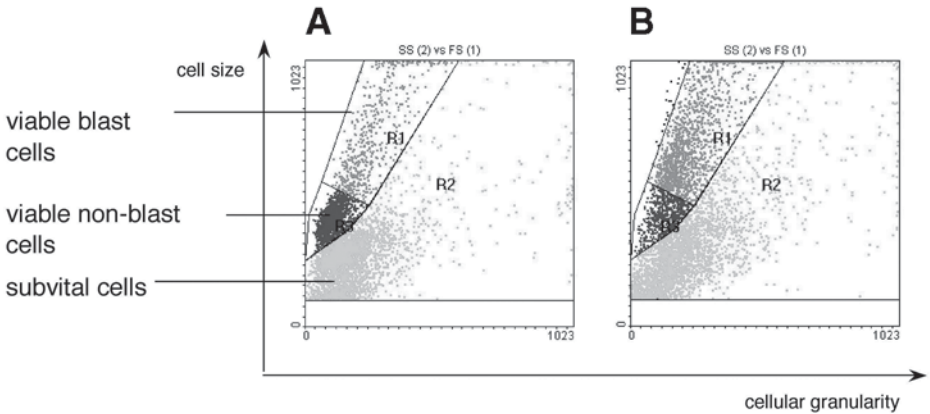 A
B
SS (2) vs FS (1)
SS (2) vs FS (1)
cell size
1023
1023
viable blast
cells
R1
R1
R2
R2
viable non-blast
cells
R3
R3
subvital cells
0
0
0
1023
0
1023
cellular granularity